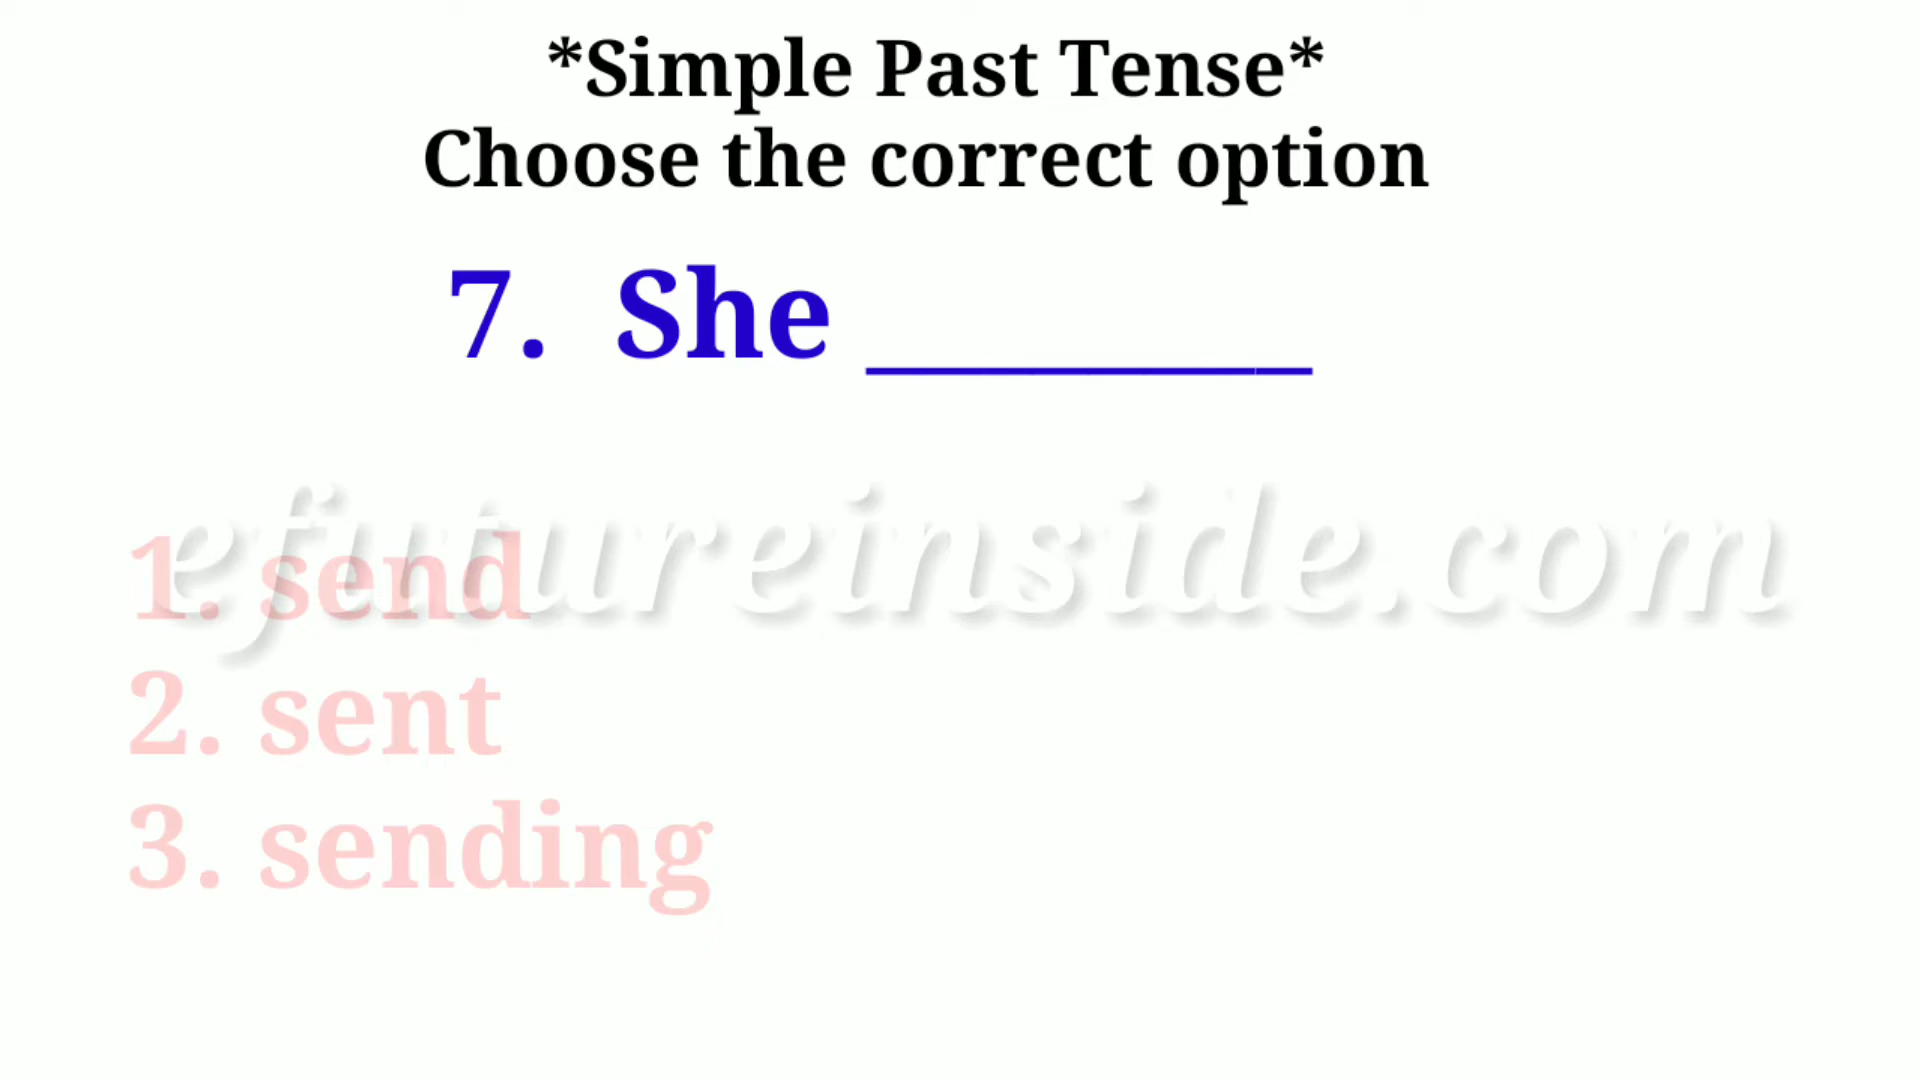 *Simple Past Tense*
Choose the correct option
7. She ________
efutureinside.com
1. send
2. sent
3. sending